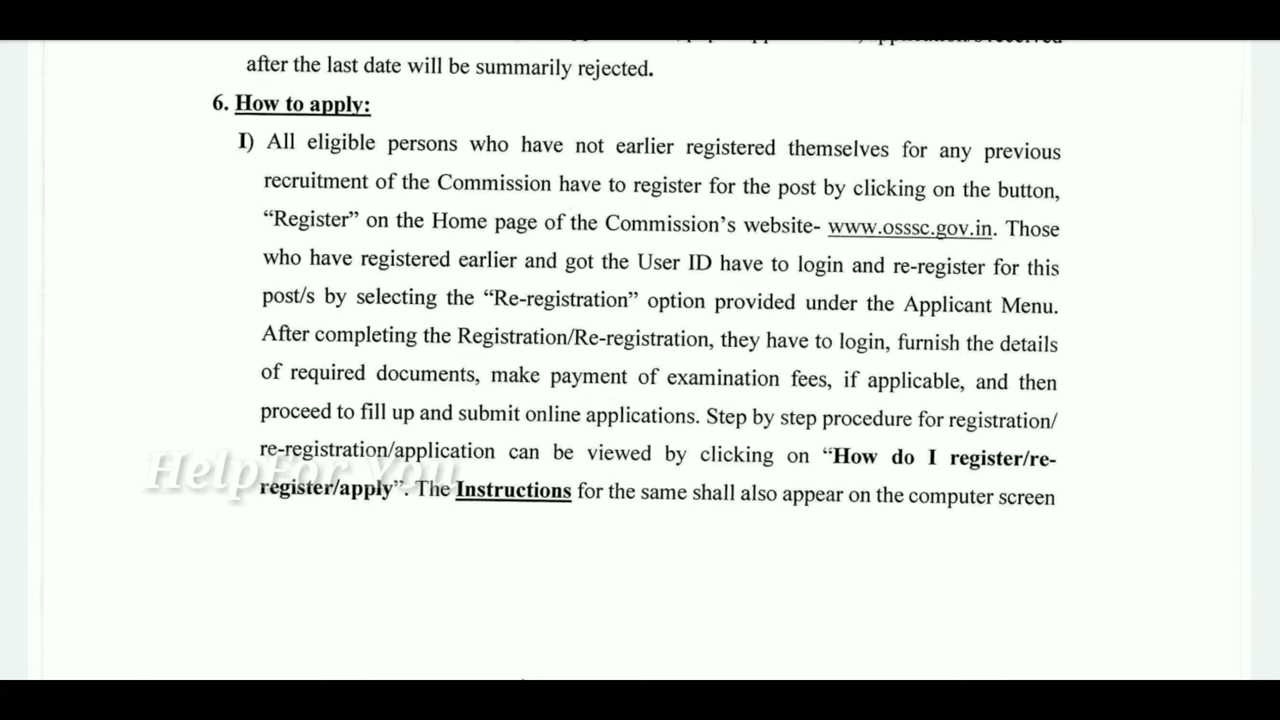 after the last date will be summarily rejected.
6. How to apply:
I) All eligible persons who have not earlier registered themselves for any previous
recruitment of the Commission have to register for the post by clicking on the button,
“Register” on the Home page of the Commission’s website- www.osssc.gov.in. Those
who have registered earlier and got the User ID have to login and re-register for this
post/s by selecting the “Re-registration” option provided under the Applicant Menu.
After completing the Registration/Re-registration, they have to login, furnish the details
of required documents, make payment of examination fees, if applicable, and then
proceed to fill up and submit online applications. Step by step procedure for registration/
re-registration/application can be viewed by clicking on “How do I register/re-
register/apply”. The Instructions for the same shall also appear on the computer screen
HelpFor You